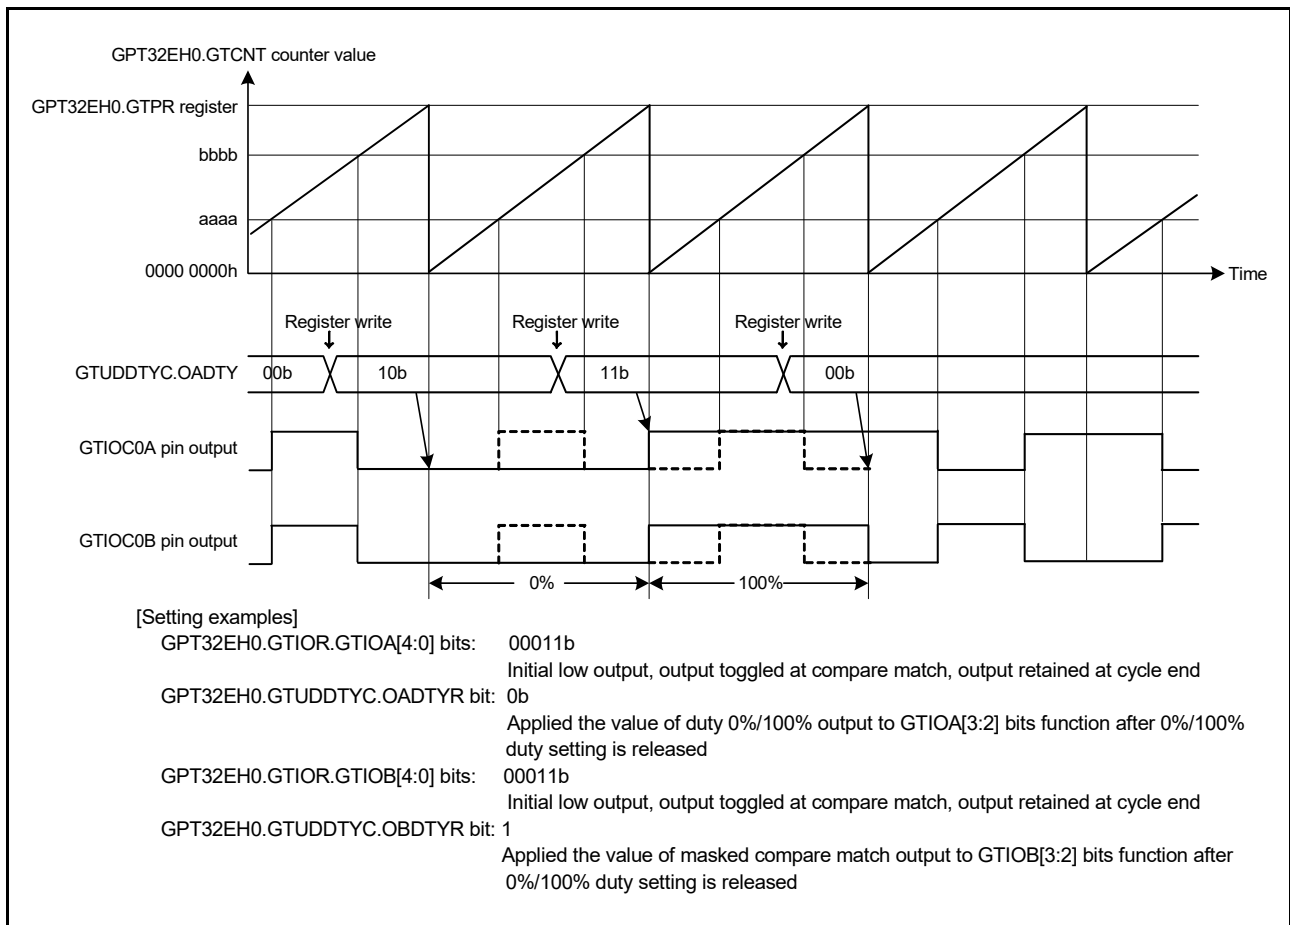 GPT32EH0.GTCNT counter value
GPT32EH0.GTPR register
bbbb
aaaa
0000 0000h
Time
Register write Register write Register write
GTUDDTYC.OADTY 00b 10b 11b 00b
GTIOC0A pin output
GTIOC0B pin output
0% 100%
[Setting examples]
GPT32EH0.GTIOR.GTIOA[4:0] bits: 00011b
Initial low output, output toggled at compare match, output retained at cycle end
GPT32EH0.GTUDDTYC.OADTYR bit: 0b
Applied the value of duty 0%/100% output to GTIOA[3:2] bits function after 0%/100%
duty setting is released
GPT32EH0.GTIOR.GTIOB[4:0] bits: 00011b
Initial low output, output toggled at compare match, output retained at cycle end
GPT32EH0.GTUDDTYC.OBDTYR bit: 1
Applied the value of masked compare match output to GTIOB[3:2] bits function after
0%/100% duty setting is released